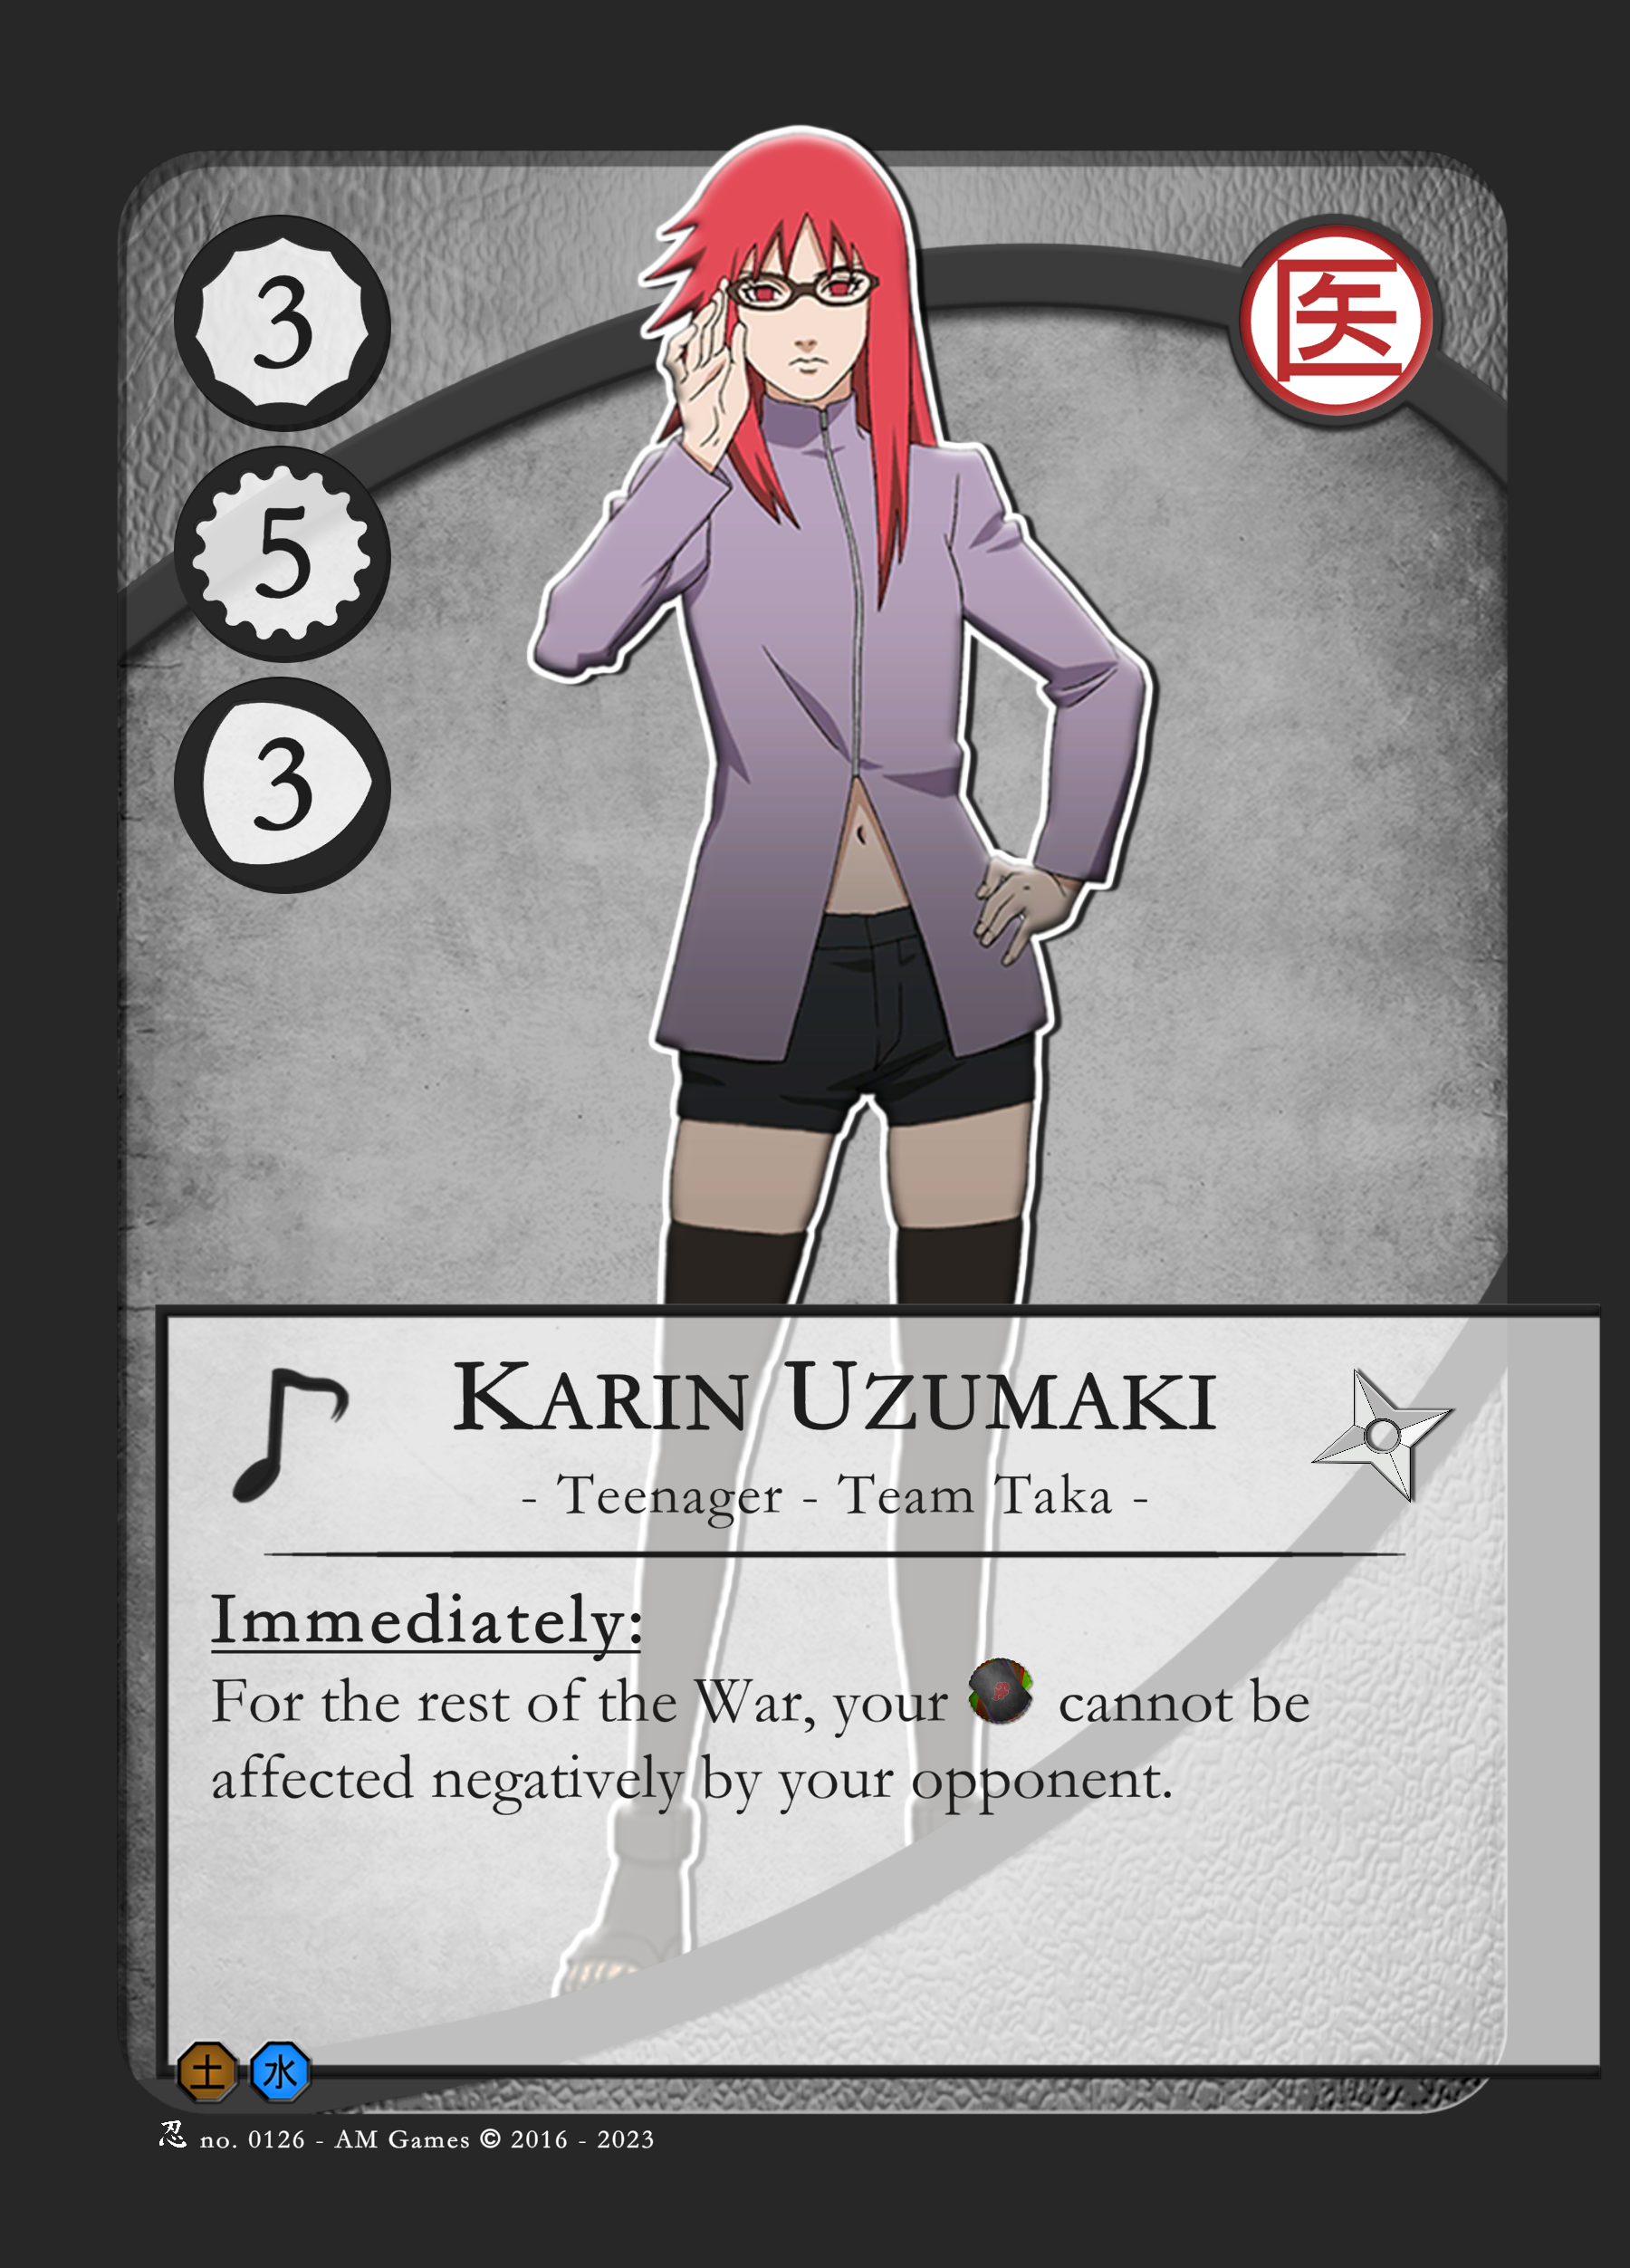 3
医
5
3
Karin Uzumaki
- Teenager - Team Taka -
Immediately:
For the rest of the War, your cannot be
affected negatively by your opponent.
土 水
忍 no. 0126 - AM Games © 2016 - 2023